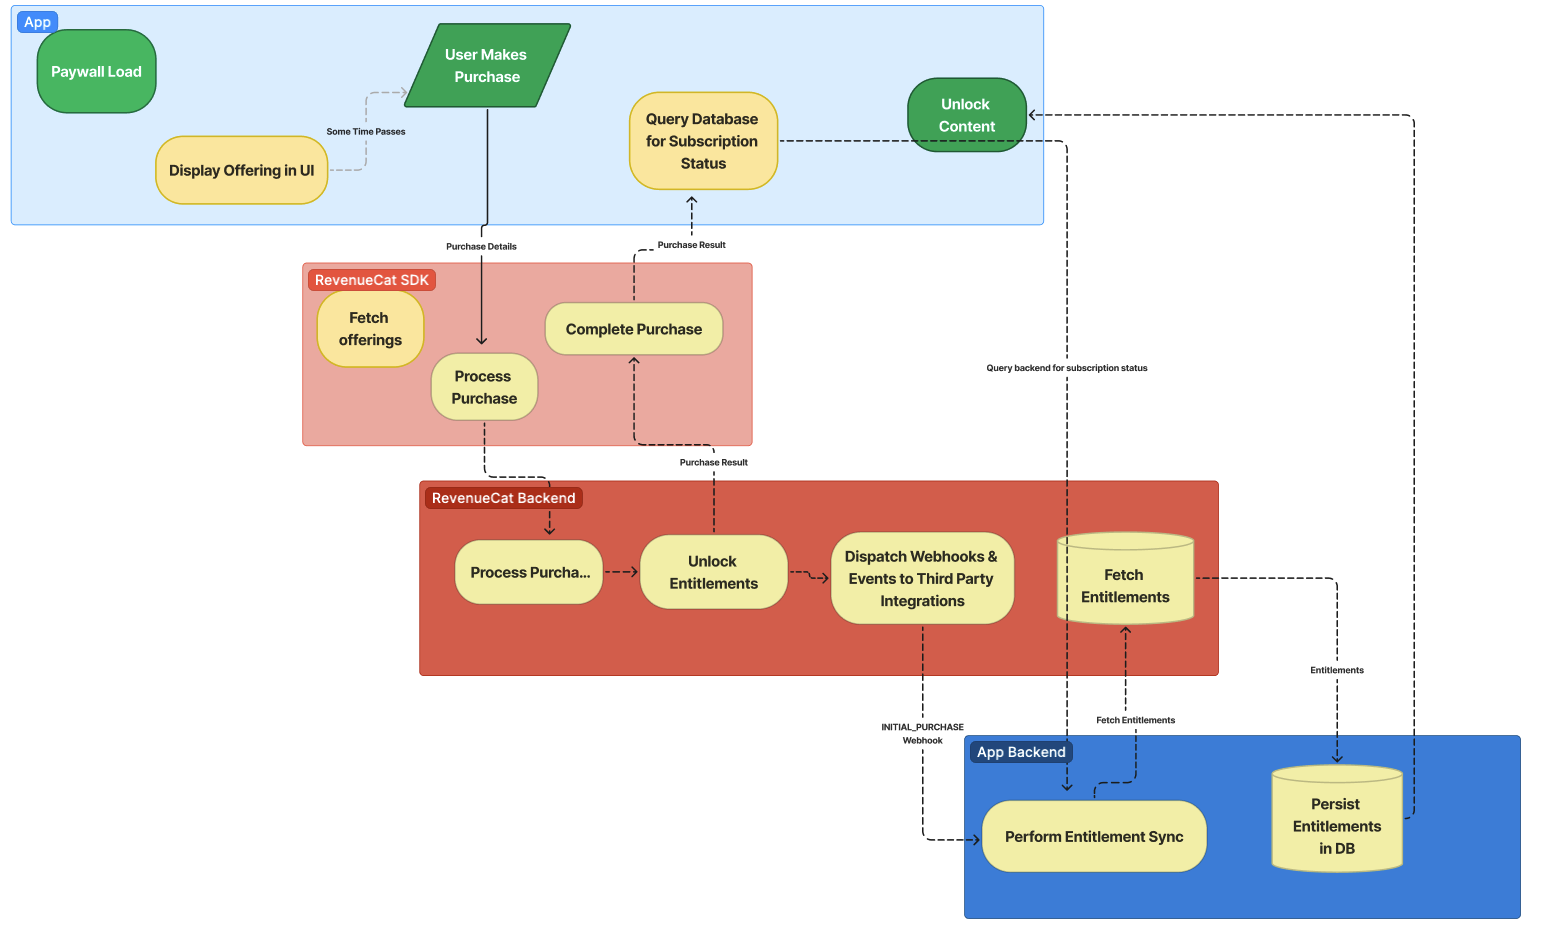 App
Paywall Load
User Makes
Purchase
Some Time Passes
Display Offering in UI
Query Database
for Subscription
Status
Unlock
Content
Purchase Details
Purchase Result
RevenueCat SDK
Fetch
offerings
Complete Purchase
Process
Purchase
Query backend for subscription status
Purchase Result
RevenueCat Backend
Process Purcha...
Unlock
Entitlements
Dispatch Webhooks &
Events to Third Party
Integrations
Fetch
Entitlements
Entitlements
INITIAL_PURCHASE
Webhook
Fetch Entitlements
App Backend
Perform Entitlement Sync
Persist
Entitlements
in DB